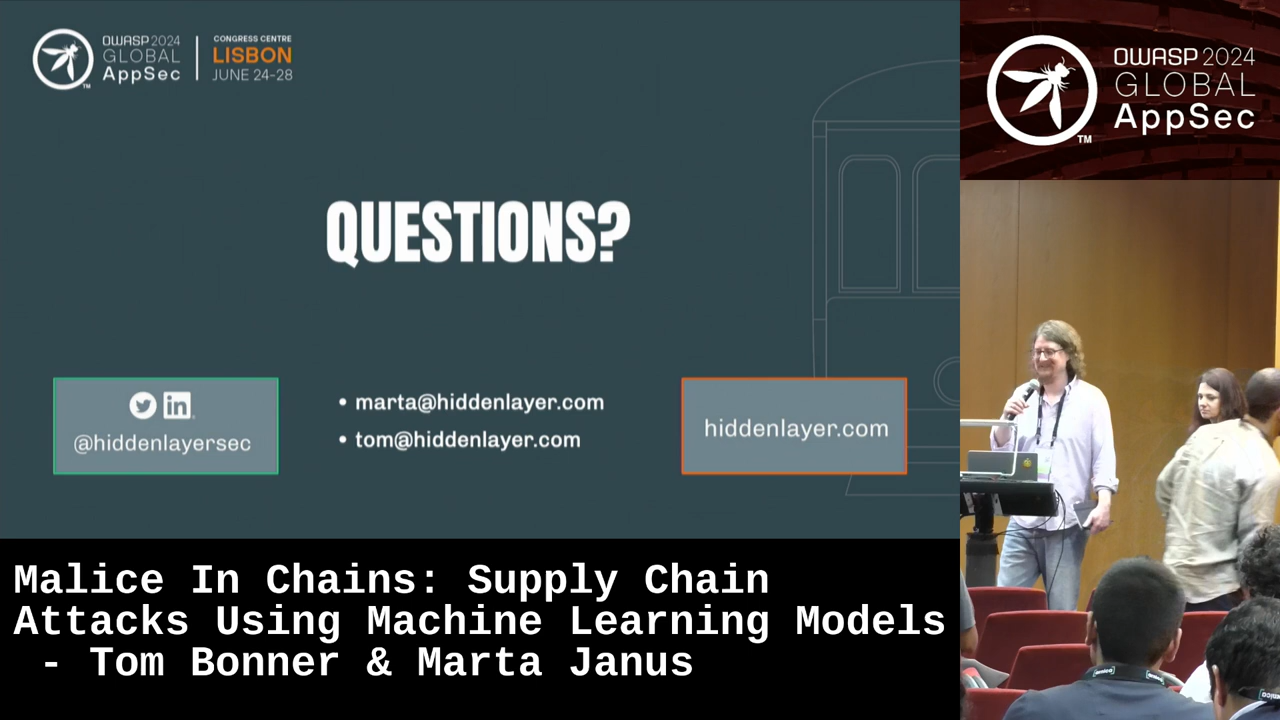 OWASP 2024
GLOBAL
AppSec
TM
CONGRESS CENTRE
LISBON
JUNE 24-28
OWASP 2024
GLOBAL
AppSec
TM
QUESTIONS?
@hiddenlayersec
• marta@hiddenlayer.com
• tom@hiddenlayer.com
hiddenlayer.com
Malice In Chains: Supply Chain
Attacks Using Machine Learning Models
- Tom Bonner & Marta Janus